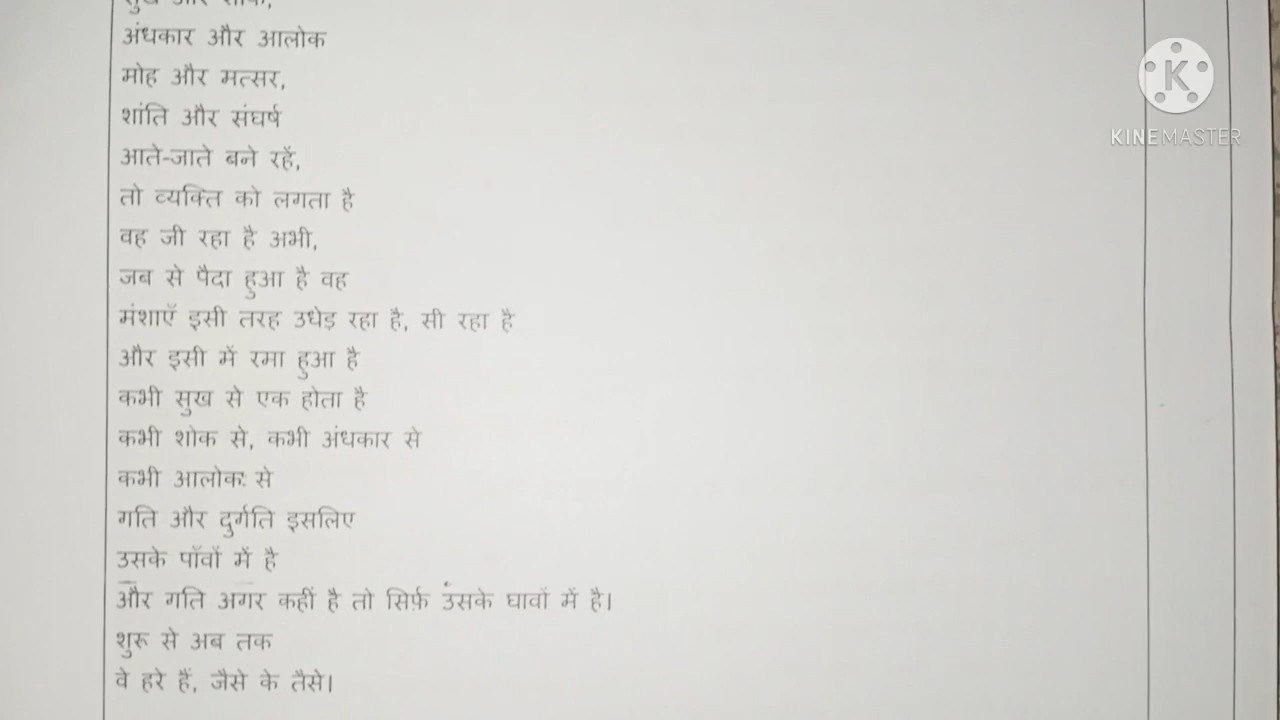 सुख और शोक,
अंधकार और आलोक
मोह और मत्सर,
शांति और संघर्ष
आते-जाते बने रहें,
तो व्यक्ति को लगता है
वह जी रहा है अभी,
जब से पैदा हुआ है वह
मंशाएँ इसी तरह उधेड़ रहा है, सी रहा है
और इसी में रमा हुआ है
कभी सुख से एक होता है
कभी शोक से, कभी अंधकार से
कभी आलोकः से
गति और दुर्गति इसलिए
उसके पाँवों में है
और गति अगर कहीं है तो सिर्फ़ उसके घावों में है।
शुरू से अब तक
वे हरे हैं, जैसे के तैसे।
K
KINEMASTER